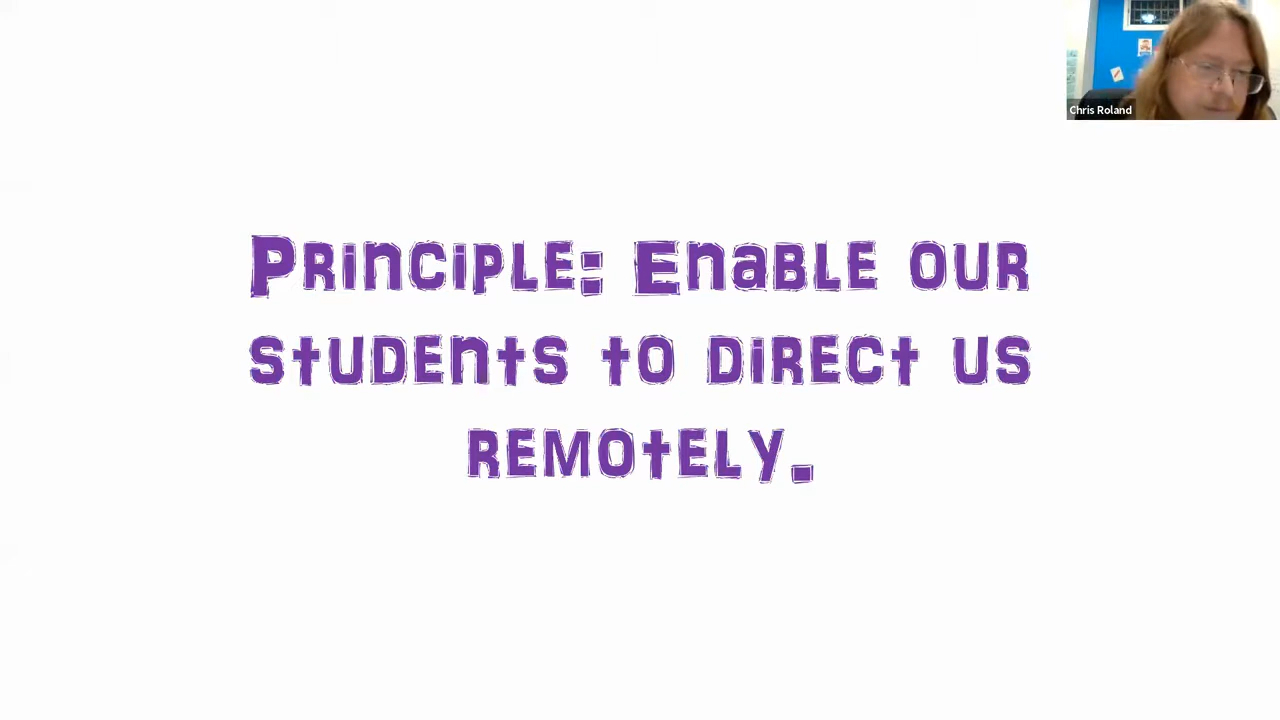 Chris Roland
Principle: Enable our
students to direct us
remotely.